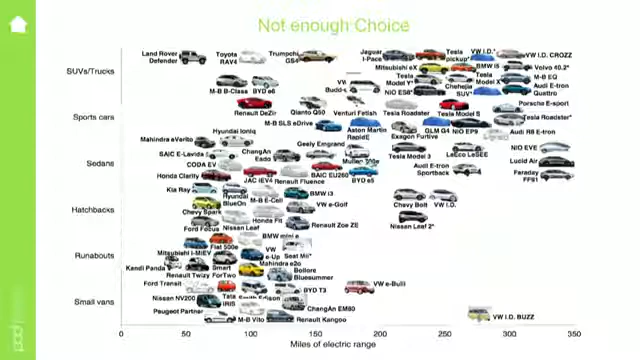 Not enough Choice
SUVs/Trucks
Land Rover
Defender
Toyota
RAV4
Trumpchi
GS4
Jaguar
I-Pace
Tesla
pickup*
VW I.D.*
VW I.D. CROZZ
Mitsubishi eX
BMW i5
Volvo 40.2*
M-B B-Class
BYD e6
VW
Budd-e
Tesla
Model Y*
Chehejia
SUV*
Tesla
Model X
M-B EQ
NIO ES8*
Audi E-tron
Quattro
Sports cars
Renault DeZir
Qianto Q50
Venturi Fetish
Tesla Roadster
Tesla Model S
Porsche E-sport
M-B SLS eDrive
Aston Martin
RapidE
Exagon Furtive
GLM G4
NIO EP9
Tesla Roadster*
Audi R8 E-tron
Sedans
Mahindra eVerito
Hyundai Ioniq
SAIC E-Lavida
ChangAn
Eado
Geely Emgrand
Mullen 500e
Tesla Model 3
LeEco LeSEE
NIO EVE
CODA EV
Honda Clarity
JAC iEV4
Renault Fluence
BAIC EU260
BYD e5
Audi E-tron
Sportback
Lucid Air
Faraday
FF91
Hatchbacks
Kia Ray
Hyundai
BlueOn
M-B E-Cell
BMW i3
VW e-Golf
Chevy Bolt
VW I.D.
Chevy Spark
Ford Focus
Nissan Leaf
Honda Fit
Renault Zoe ZE
Nissan Leaf 2*
Runabouts
Mitsubishi i-MiEV
Fiat 500e
BMW mini e
VW
e-Up
Seat Mii*
Kandi Panda
Renault Twizy
Smart
ForTwo
Mahindra e2o
Bollore
Bluesummer
Small vans
Ford Transit
Nissan NV200
Tata
IRIS
Smith Edison
BYD T3
VW e-Bulli
Peugeot Partner
M-B Vito
ChangAn EM80
Renault Kangoo
VW I.D. BUZZ
0 50 100 150 200 250 300 350
Miles of electric range